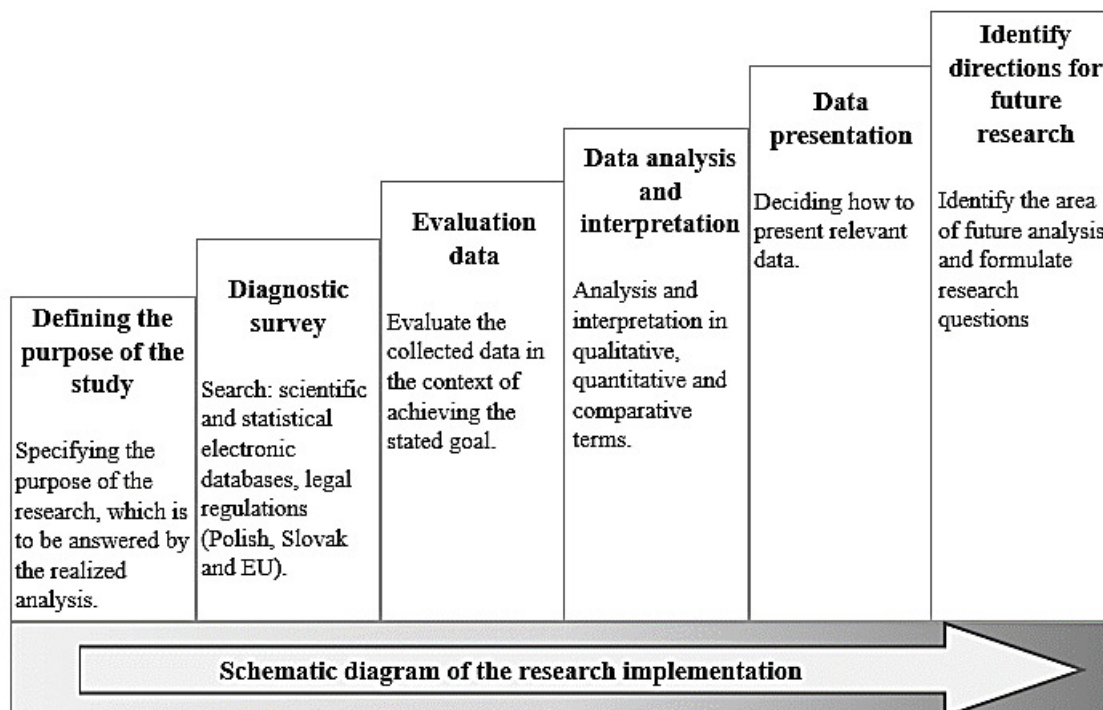 Defining the
purpose of the
study
Specifying the
purpose of the
research, which is
to be answered by
the realized
analysis.
Diagnostic
survey
Search: scientific
and statistical
electronic
databases, legal
regulations
(Polish, Slovak
and EU).
Evaluation
data
Evaluate the
collected data in
the context of
achieving the
stated goal.
Data analysis
and
interpretation
Analysis and
interpretation in
qualitative,
quantitative and
comparative
terms.
Data
presentation
Deciding how to
present relevant
data.
Identify
directions for
future
research
Identify the area
of future analysis
and formulate
research
questions
Schematic diagram of the research implementation